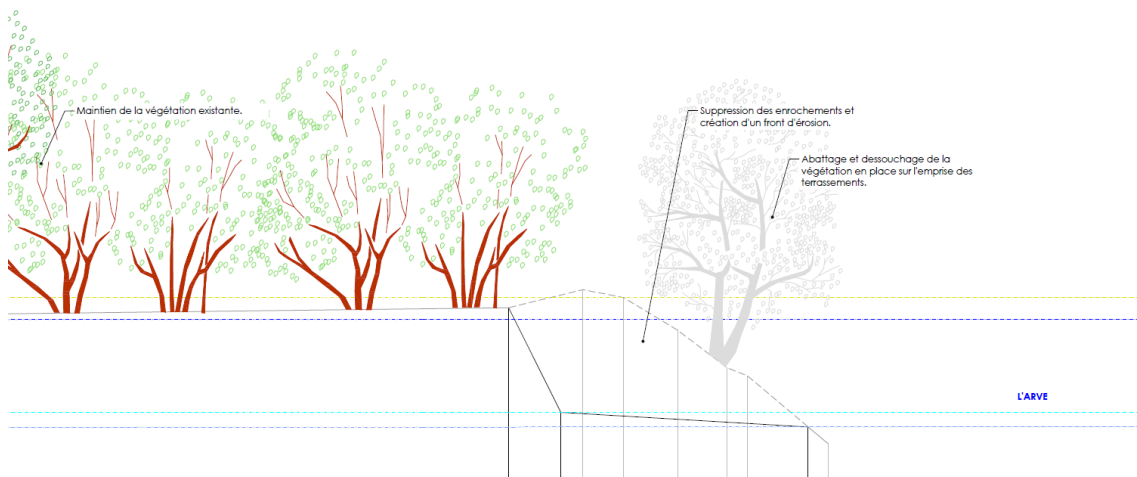 Maintien de la végétation existante.
Suppression des enrochements et
création d'un front d'érosion.
Abattage et dessouchage de la
végétation en place sur l'emprise des
terrassements.
L'ARVE